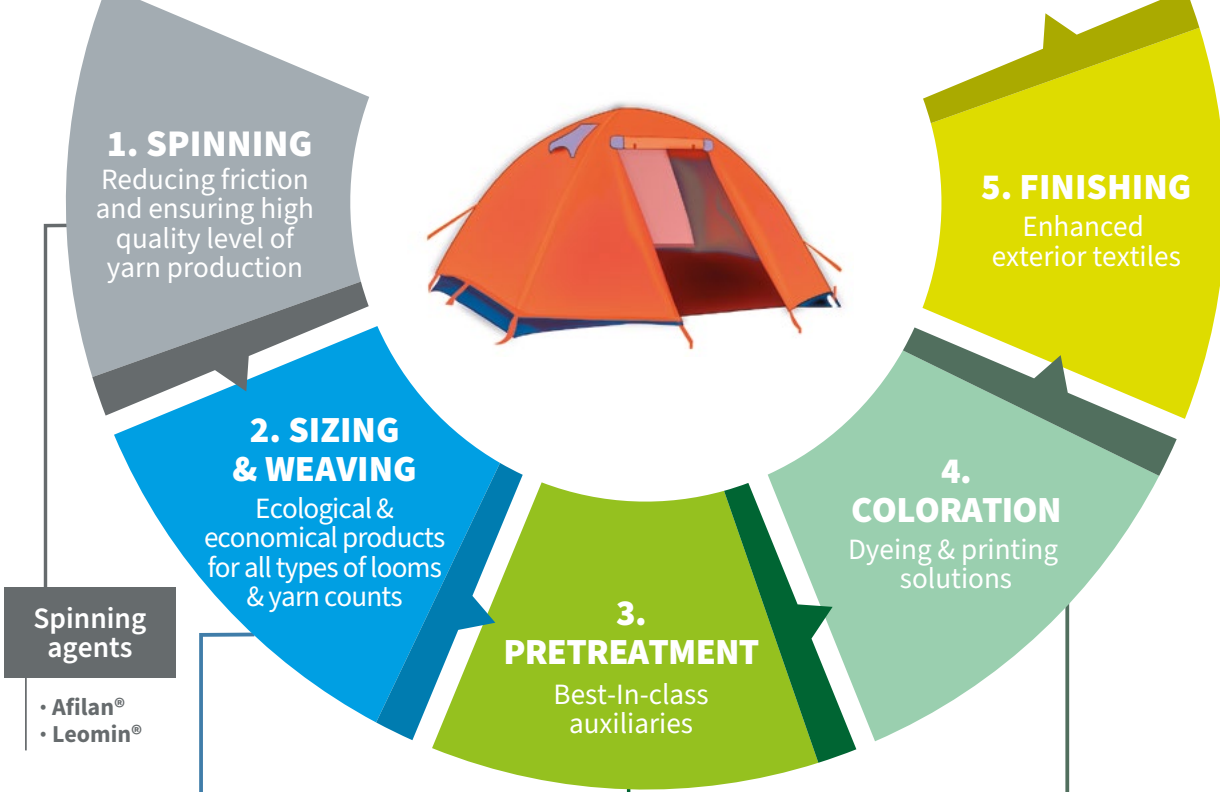 1. SPINNING
Reducing friction
and ensuring high
quality level of
yarn production
2. SIZING
& WEAVING
Ecological &
economical products
for all types of looms
& yarn counts
3.
PRETREATMENT
Best-In-class
auxiliaries
4.
COLORATION
Dyeing & printing
solutions
5. FINISHING
Enhanced
exterior textiles
Spinning
agents
• Afilan®
• Leomin®